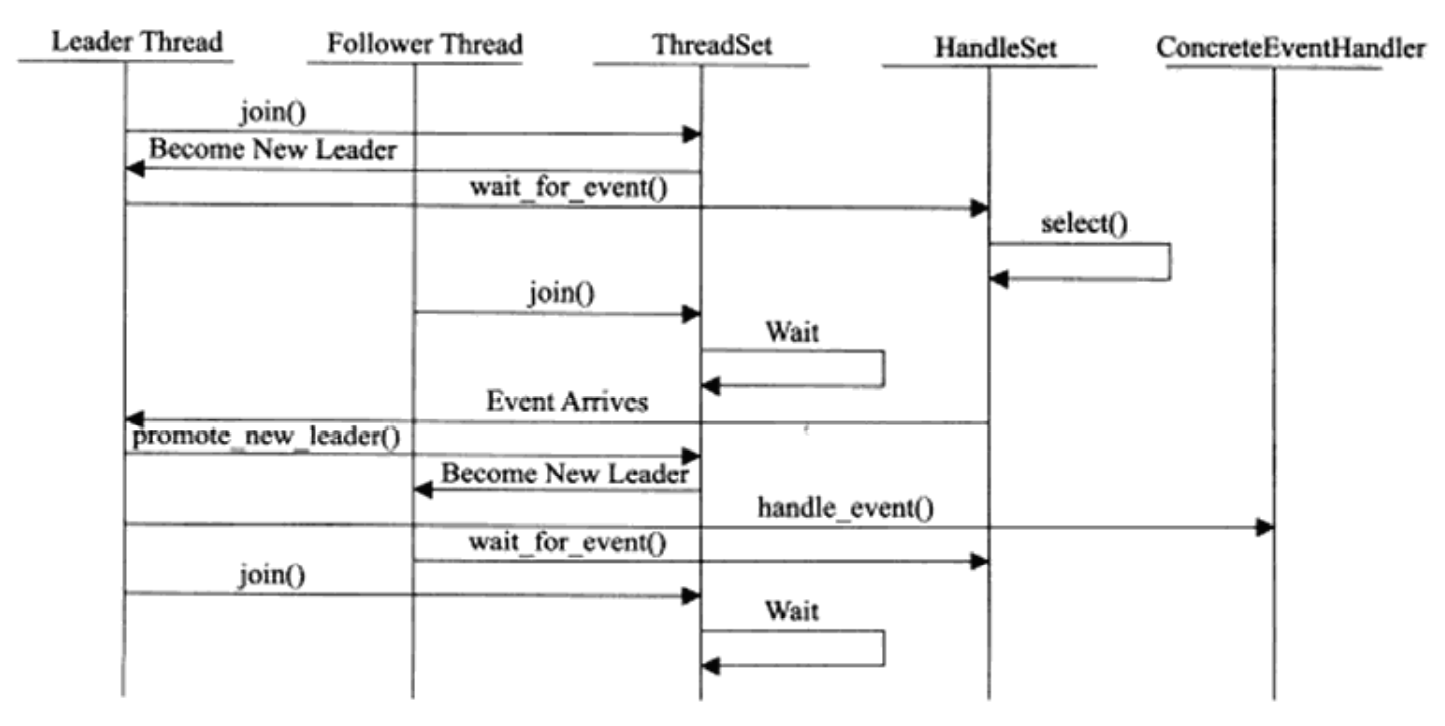 Leader Thread
Follower Thread
ThreadSet
HandleSet
ConcreteEventHandler
join()
Become New Leader
wait_for_event()
select()
join()
Wait
Event Arrives
promote_new_leader()
Become New Leader
handle_event()
wait_for_event()
join()
Wait